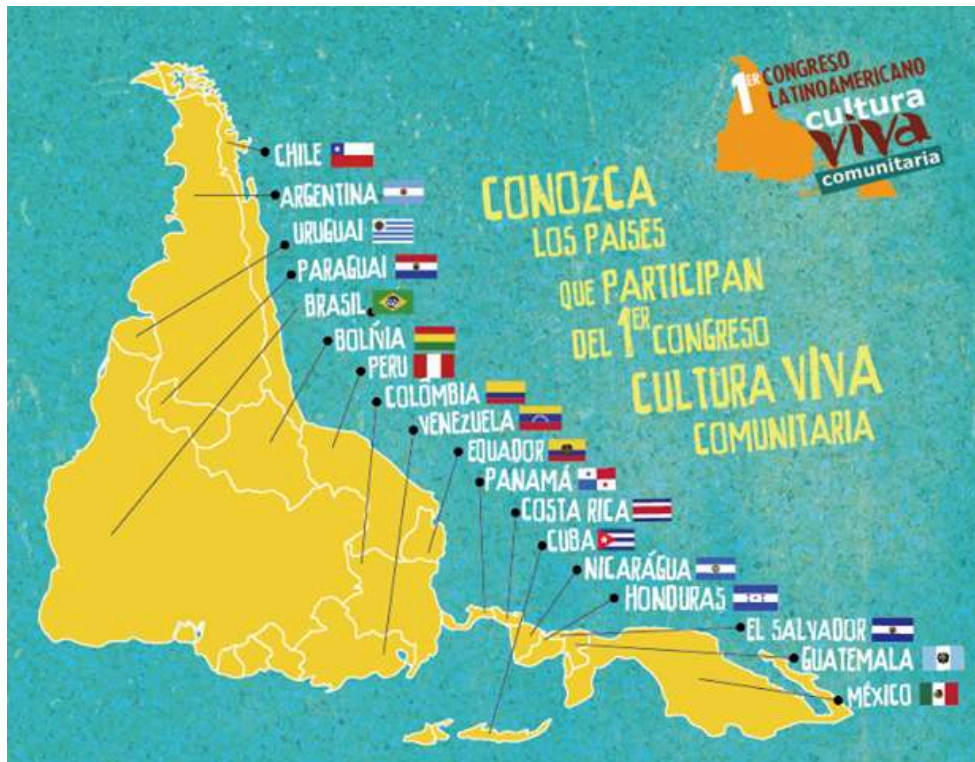 1ER CONGRESO
LATINOAMERICANO
cultura
viva
comunitaria
CONOZCA
LOS PAISES
QUE PARTICIPAN
DEL 1ER CONGRESO
CULTURA VIVA
COMUNITARIA
CHILE
ARGENTINA
URUGUAI
PARAGUAI
BRASIL
BOLÍVIA
PERU
COLÔMBIA
VENEZUELA
EQUADOR
PANAMÁ
COSTA RICA
CUBA
NICARÁGUA
HONDURAS
EL SALVADOR
GUATEMALA
MÉXICO